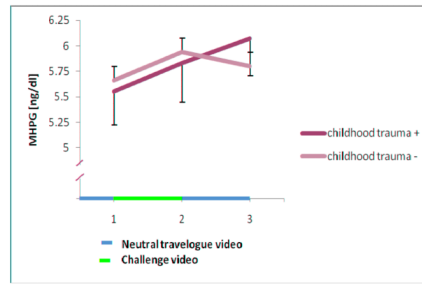 6.25
6
5.75
5.5
5.25
5
MHPG [ng/dl]
childhood trauma +
childhood trauma -
1 2 3
Neutral travelogue video
Challenge video